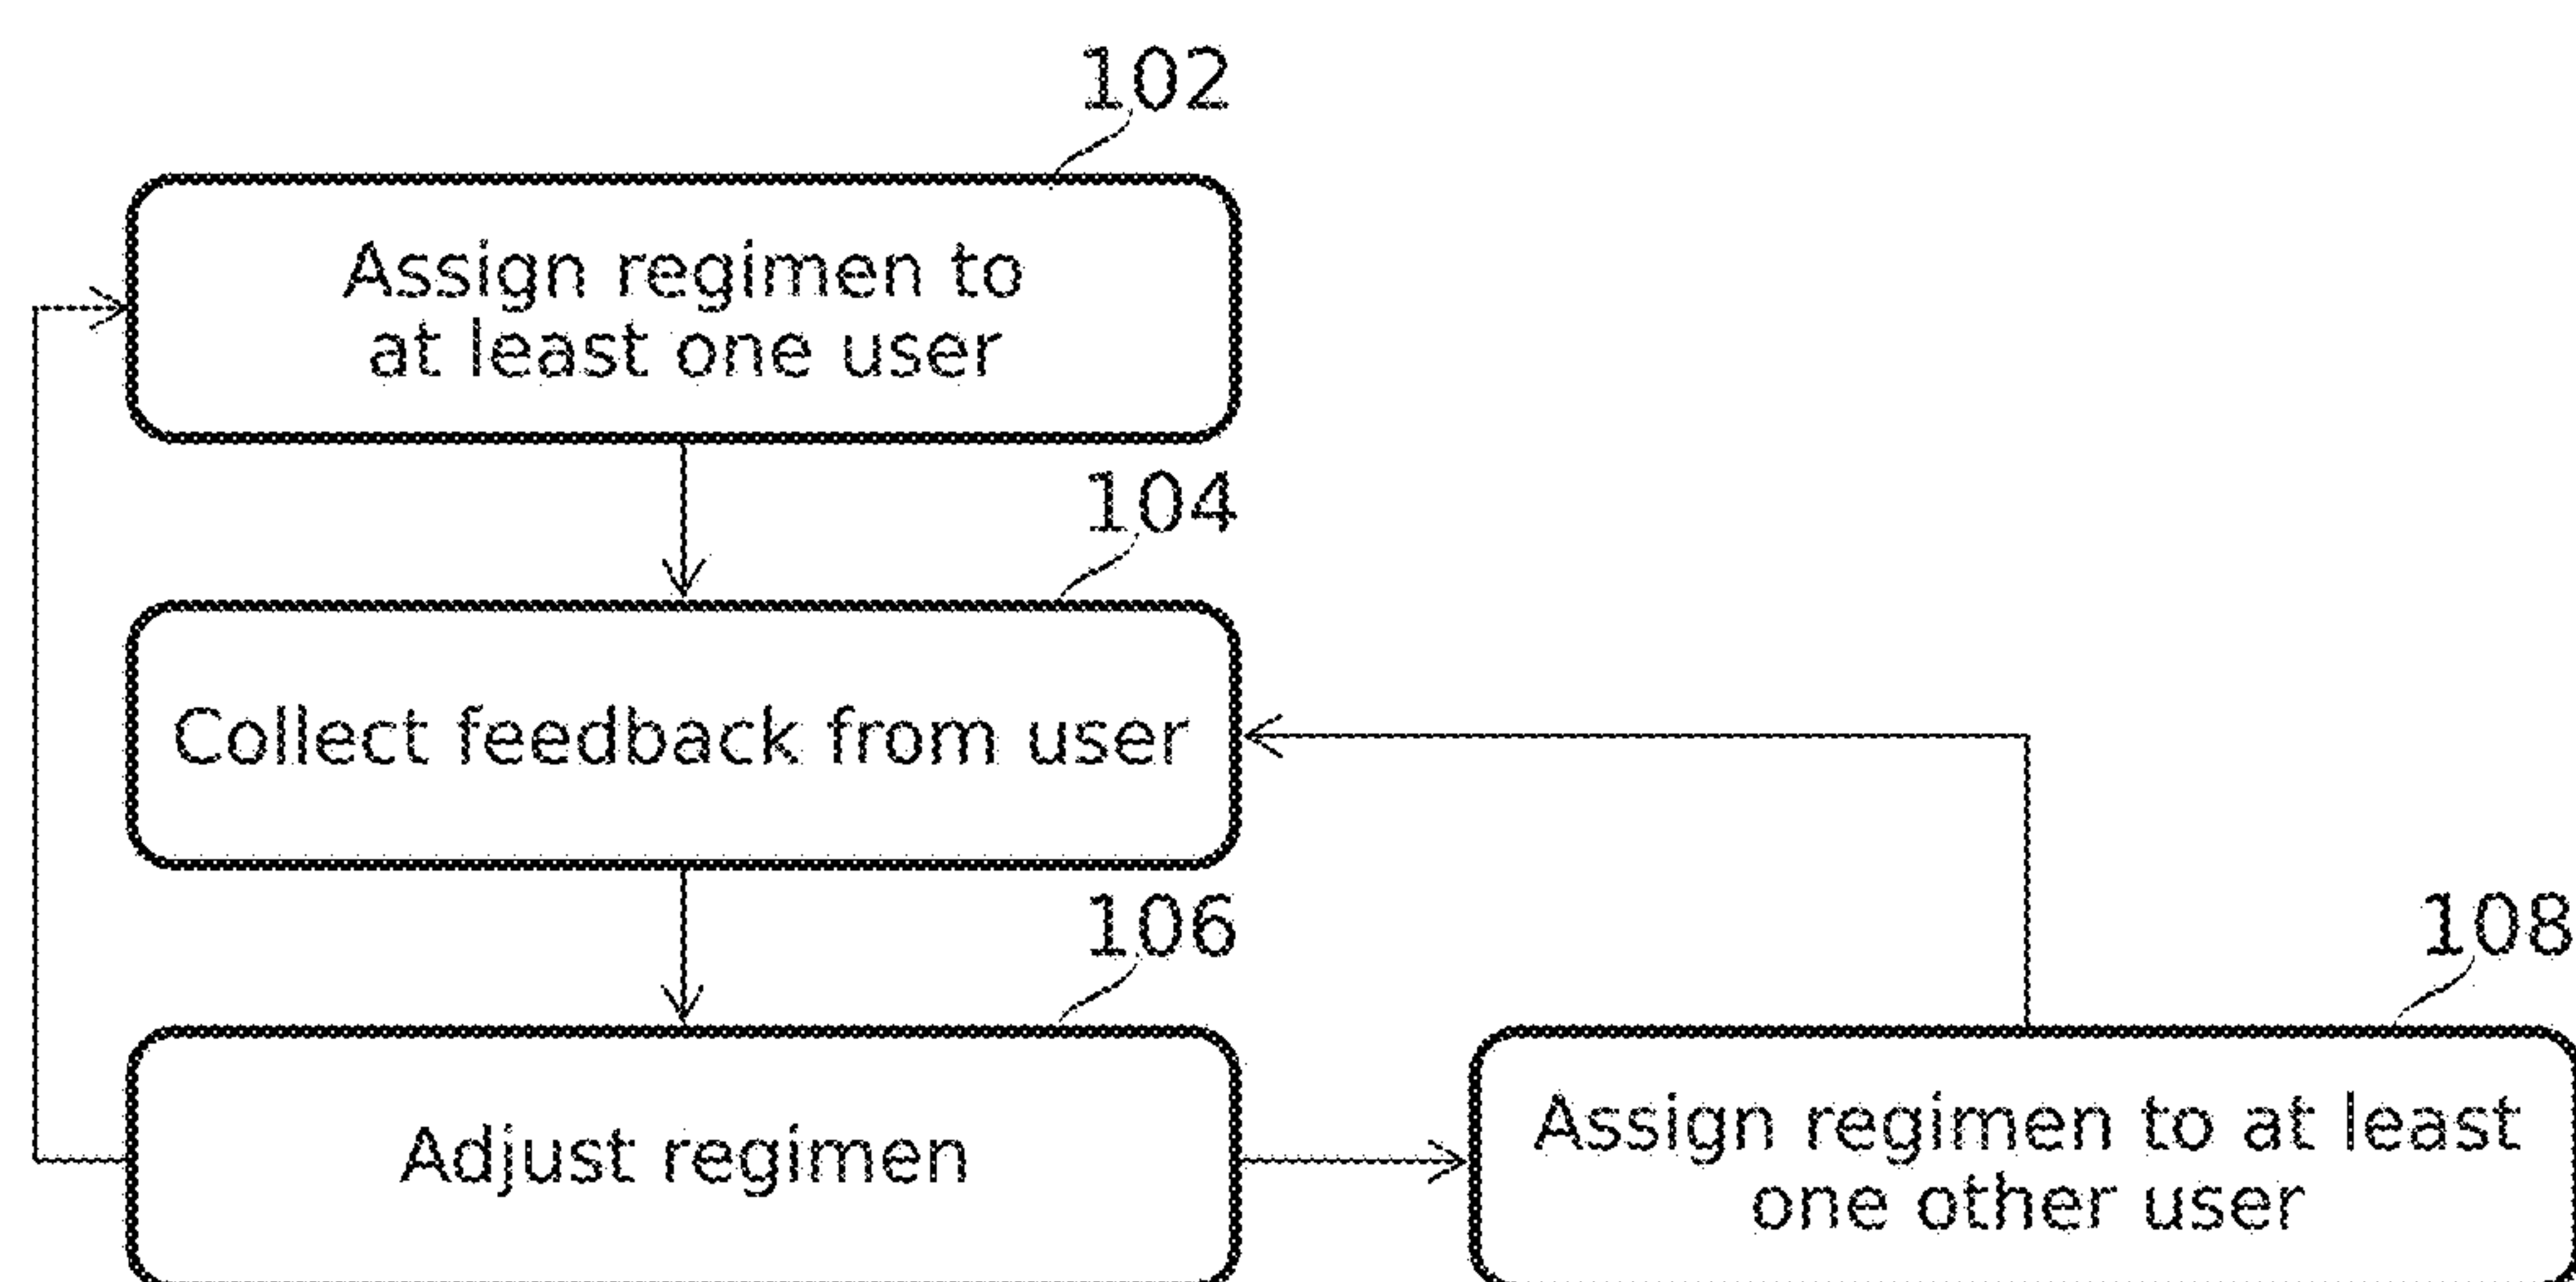 102
Assign regimen to
at least one user
104
Collect feedback from user
106
Adjust regimen
108
Assign regimen to at least
one other user